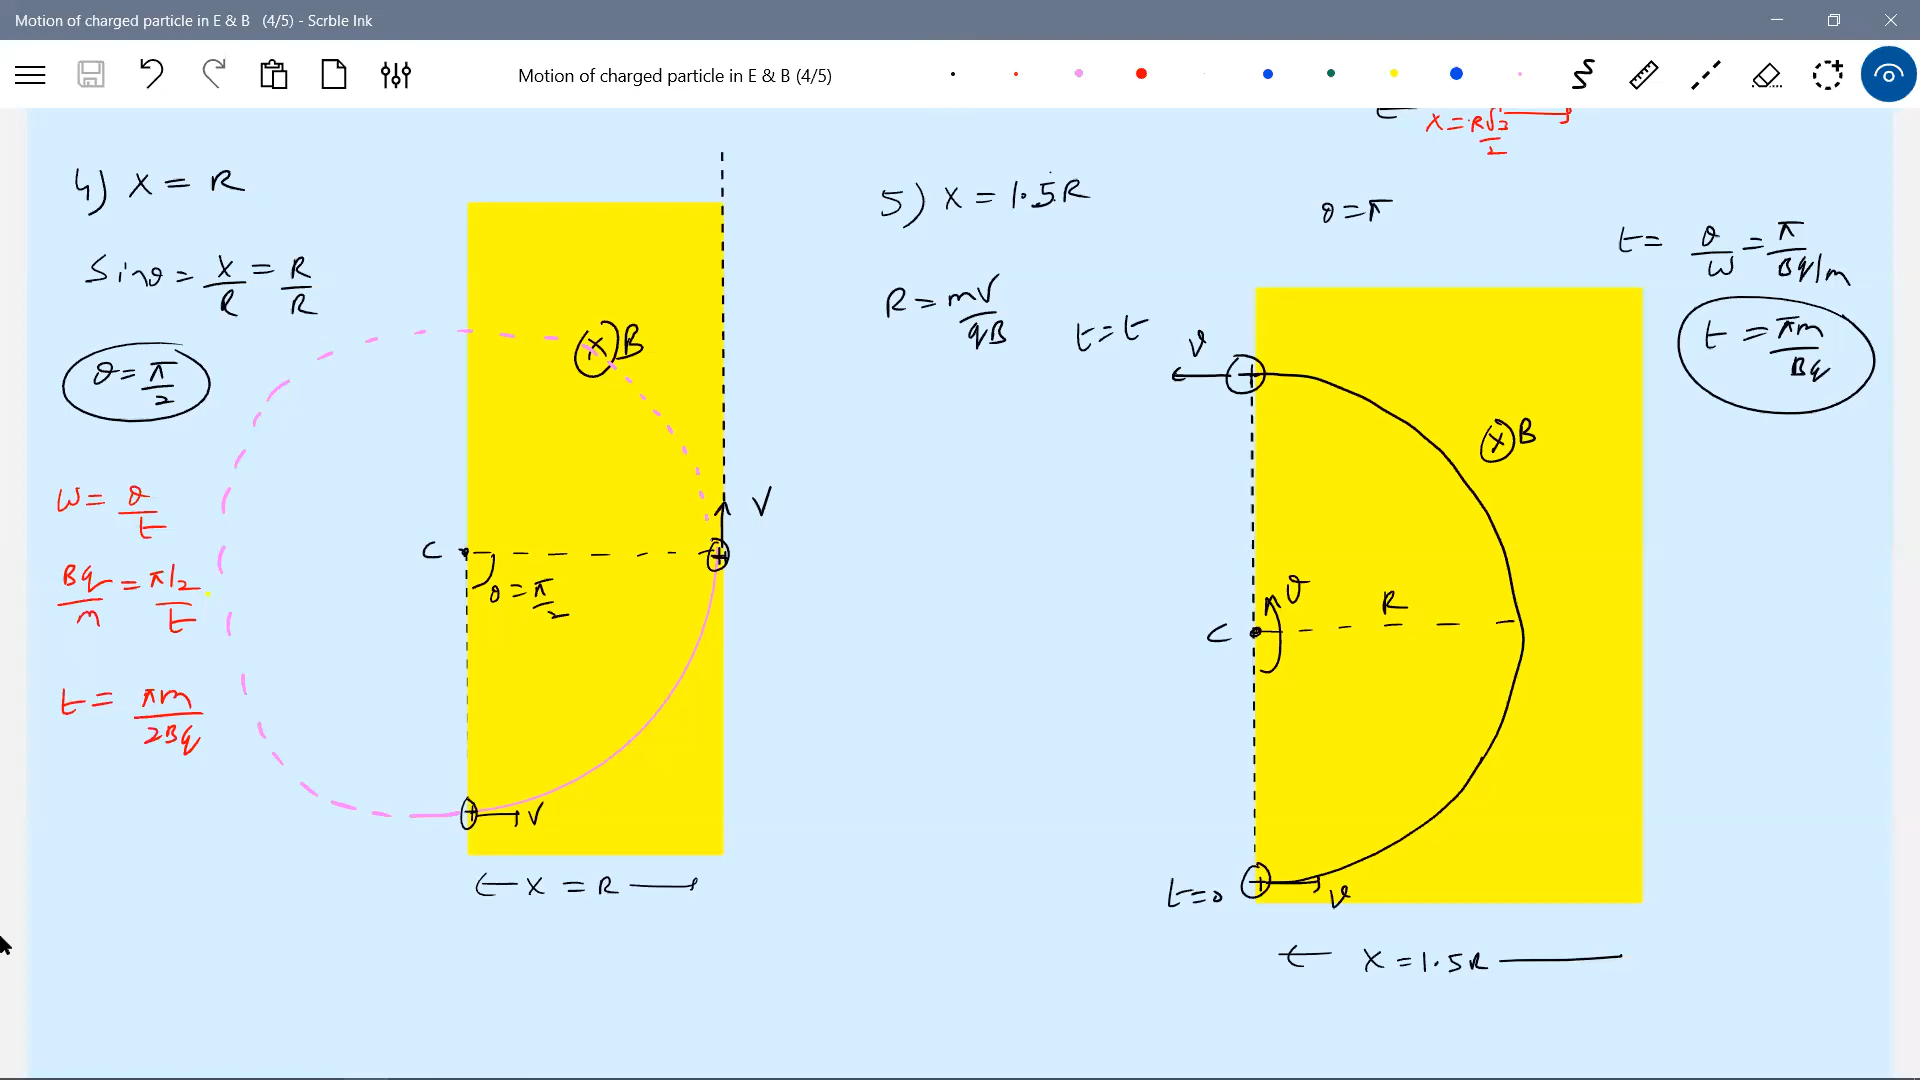 Motion of charged particle in E & B (4/5) - Scrble Ink
Motion of charged particle in E & B (4/5)
X = R√3/2
4) X = R
Sinθ = X/R = R/R
θ = π/2
ω = θ/t
Bq/m = π/2/t
t = πm/2Bq
B
V
C
θ = π/2
V
X = R
5) X = 1.5R
θ = π
t = θ/ω = π/Bq/m
R = mV/qB
t = πm/Bq
t = t
v
B
C
θ
R
t = 0
v
X = 1.5R